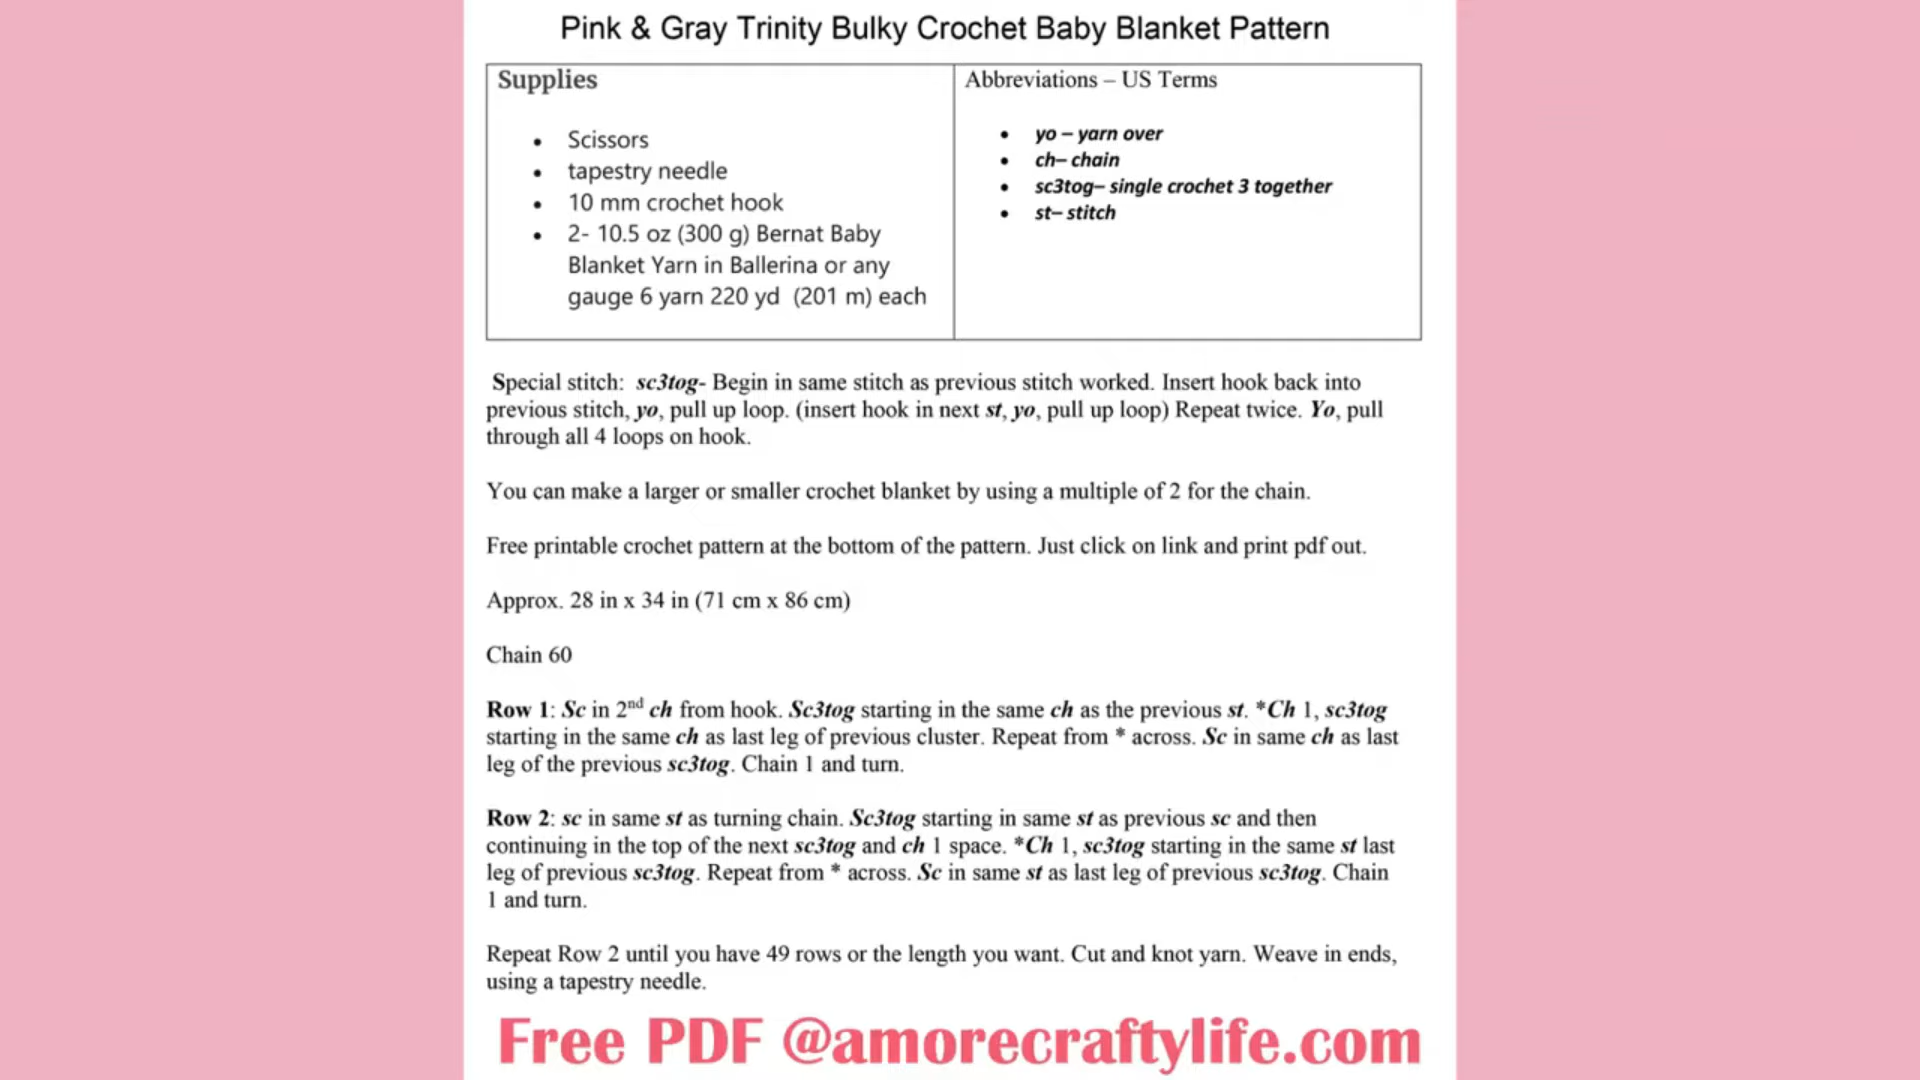 Pink & Gray Trinity Bulky Crochet Baby Blanket Pattern
Supplies
• Scissors
• tapestry needle
• 10 mm crochet hook
• 2- 10.5 oz (300 g) Bernat Baby
Blanket Yarn in Ballerina or any
gauge 6 yarn 220 yd (201 m) each
Abbreviations – US Terms
• yo – yarn over
• ch– chain
• sc3tog– single crochet 3 together
• st– stitch
Special stitch: sc3tog- Begin in same stitch as previous stitch worked. Insert hook back into
previous stitch, yo, pull up loop. (insert hook in next st, yo, pull up loop) Repeat twice. Yo, pull
through all 4 loops on hook.
You can make a larger or smaller crochet blanket by using a multiple of 2 for the chain.
Free printable crochet pattern at the bottom of the pattern. Just click on link and print pdf out.
Approx. 28 in x 34 in (71 cm x 86 cm)
Chain 60
Row 1: Sc in 2nd ch from hook. Sc3tog starting in the same ch as the previous st. *Ch 1, sc3tog
starting in the same ch as last leg of previous cluster. Repeat from * across. Sc in same ch as last
leg of the previous sc3tog. Chain 1 and turn.
Row 2: sc in same st as turning chain. Sc3tog starting in same st as previous sc and then
continuing in the top of the next sc3tog and ch 1 space. *Ch 1, sc3tog starting in the same st last
leg of previous sc3tog. Repeat from * across. Sc in same st as last leg of previous sc3tog. Chain
1 and turn.
Repeat Row 2 until you have 49 rows or the length you want. Cut and knot yarn. Weave in ends,
using a tapestry needle.
Free PDF @amorecraftylife.com